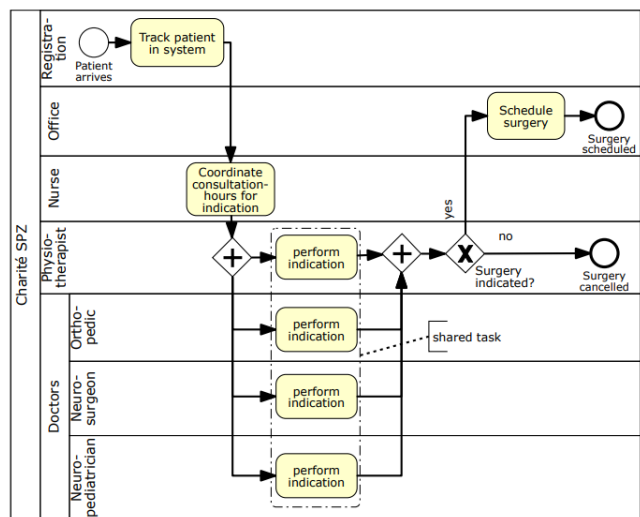 Charité SPZ
Registra-
tion
Patient
arrives
Track patient
in system
Office
Schedule
surgery
Surgery
scheduled
Nurse
Coordinate
consultation-
hours for
indication
Physio-
therapist
perform
indication
yes
no
Surgery
indicated?
Surgery
cancelled
Doctors
Ortho-
pedic
perform
indication
shared task
Neuro-
surgeon
perform
indication
Neuro-
pediatrician
perform
indication